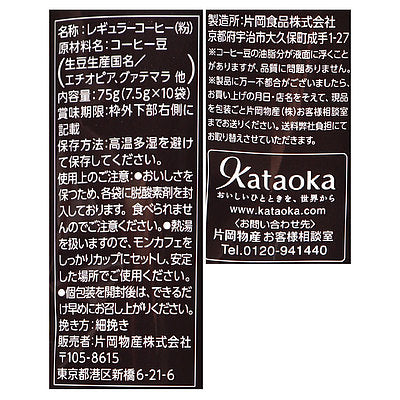 名称:レギュラーコーヒー(粉)
原材料名:コーヒー豆
(生豆生産国名/
エチオピア、グァテマラ 他)
内容量:75g(7.5g×10袋)
賞味期限:枠外下部右側に
記載
保存方法:高温多湿を避け
て保存してください。
使用上のご注意:●おいしさを
保つため、各袋に脱酸素剤を封
入しております。食べられませ
んのでご注意ください。●熱湯
を扱いますので、モンカフェを
しっかりカップにセットし、安定
した場所でご使用ください。
●個包装を開封後は、できるだ
け早めにお召し上がりください。
挽き方:細挽き
販売者:片岡物産株式会社
〒105-8615
東京都港区新橋6-21-6
製造所:片岡食品株式会社
京都府宇治市大久保町成手1-27
※コーヒー豆の油脂分が液面に浮くこと
がありますが、品質に問題ありません。
※製品に万一不都合がございましたら、
お買い上げの月日・店名をそえて、現品
を包装ごと片岡物産(株)お客様相談室
までお送りください。送料弊社負担にて
お取り替えさせていただきます。
Kataoka
おいしいひとときを、世界から
www.kataoka.com
〈お問い合わせ先〉
片岡物産 お客様相談室
Tel.0120-941440